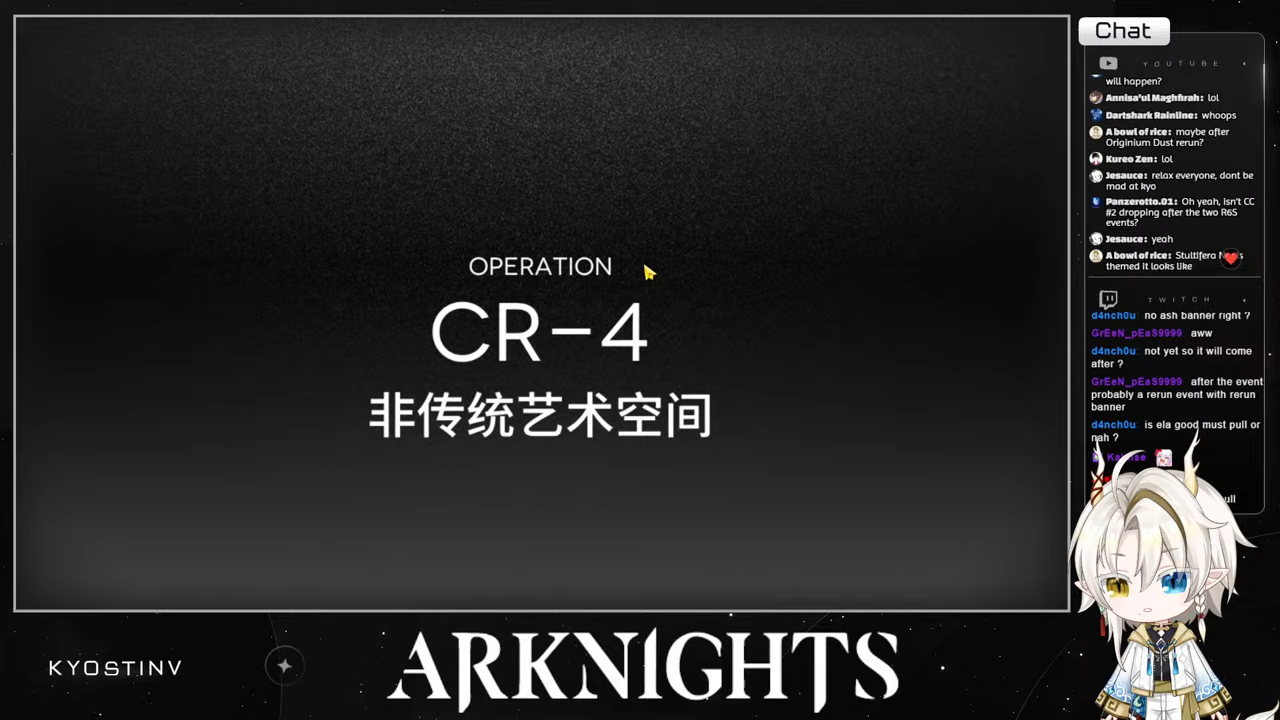 OPERATION
CR-4
非传统艺术空间
Chat
YOUTUBE
will happen?
Annisa'ul Maghfirah: lol
Dartshark Rainline: whoops
A bowl of rice: maybe after
Originium Dust rerun?
Kureo Zen: lol
Jesauce: relax everyone, dont be
mad at kyo
Panzerotto.01: Oh yeah, isn't CC
#2 dropping after the two R6S
events?
Jesauce: yeah
A bowl of rice: Stultifera
themed it looks like
TWITCH
d4nch0u: no ash banner right ?
GrEeN_pEaS9999 aww
d4nch0u: not yet so it will come
after ?
GrEeN_pEaS9999 after the event
probably a rerun event with rerun
banner
d4nch0u: is ela good must pull or
nah ?
KYOSTINV
ARKNIGHTS